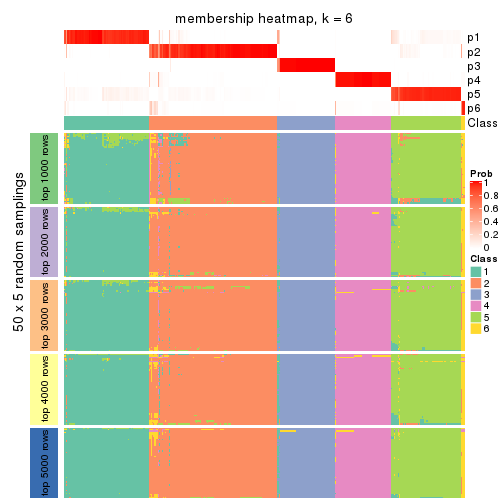 membership heatmap, k = 6
p1
p2
p3
p4
p5
p6
Class
50 x 5 random samplings
top 1000 rows
top 2000 rows
top 3000 rows
top 4000 rows
top 5000 rows
Prob
1
0.8
0.6
0.4
0.2
0
Class
1
2
3
4
5
6